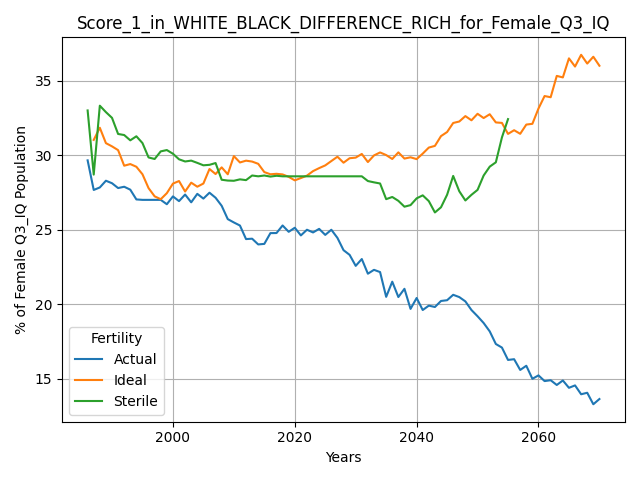 Score_1_in_WHITE_BLACK_DIFFERENCE_RICH_for_Female_Q3_IQ
% of Female Q3_IQ Population
35
30
25
20
15
Fertility
Actual
Ideal
Sterile
2000
2020
2040
2060
Years